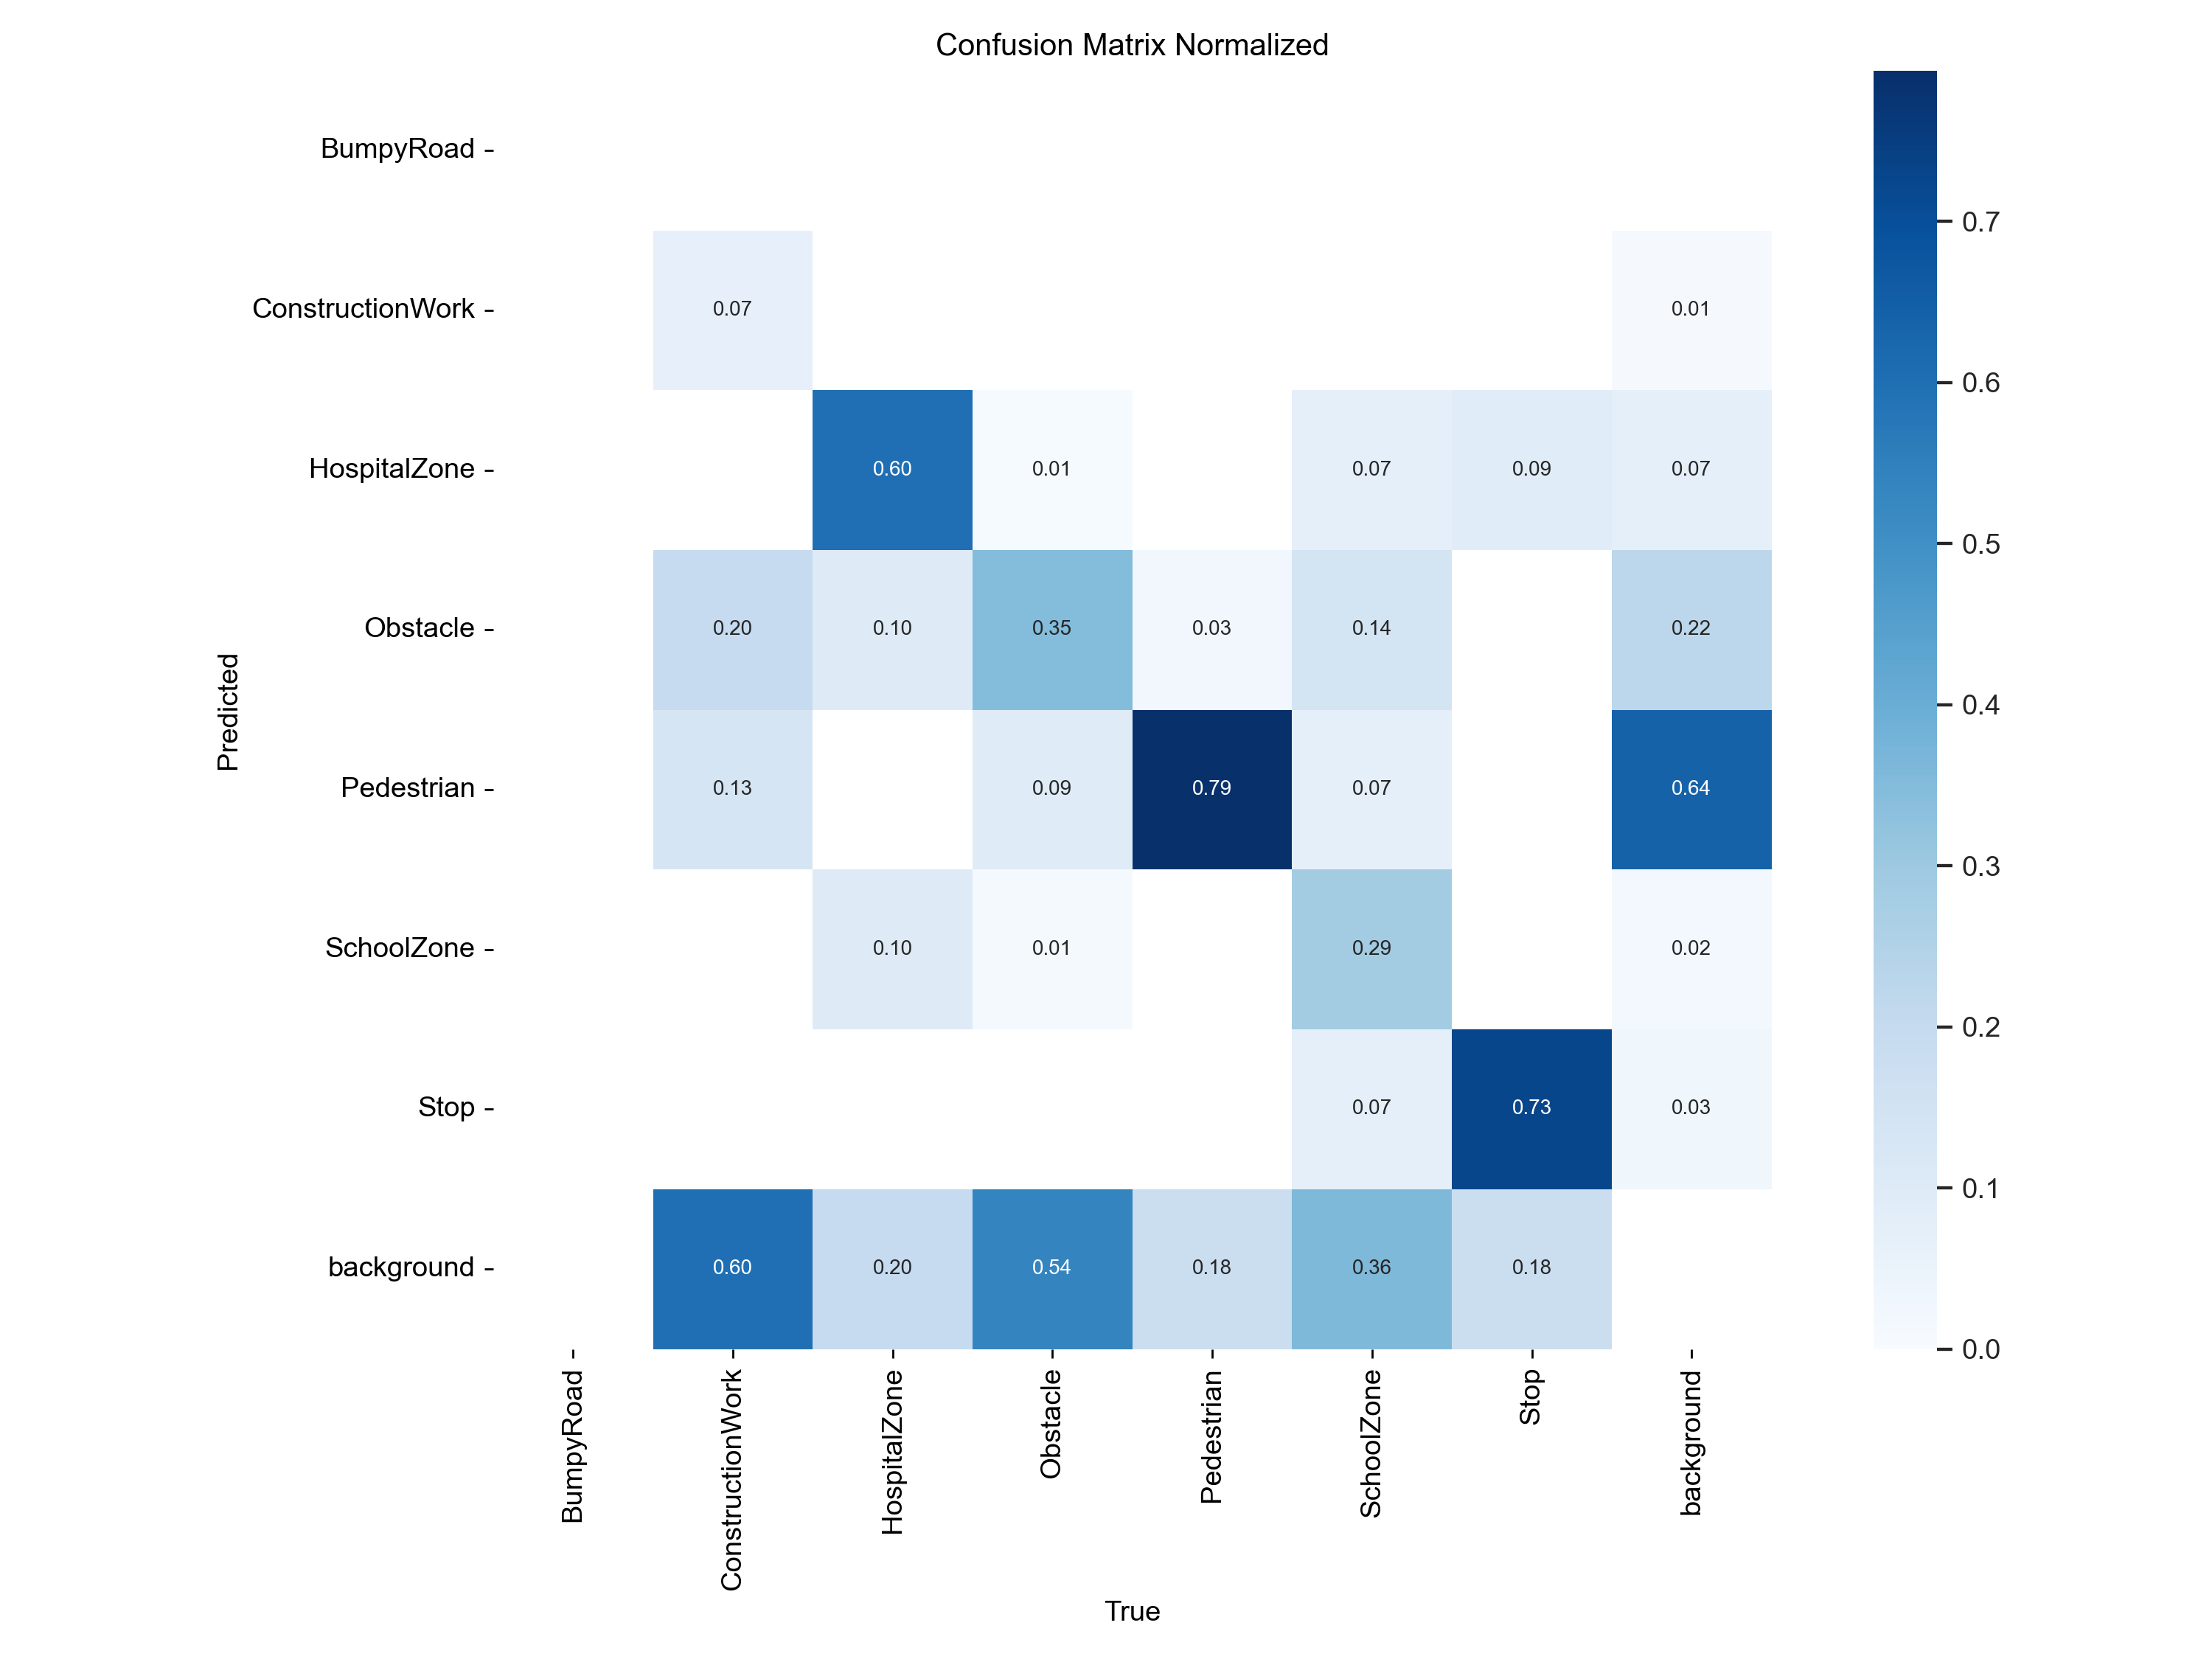 Confusion Matrix Normalized
BumpyRoad
ConstructionWork 0.07 0.01
HospitalZone 0.60 0.01 0.07 0.09 0.07
Obstacle 0.20 0.10 0.35 0.03 0.14 0.22
Pedestrian 0.13 0.09 0.79 0.07 0.64
SchoolZone 0.10 0.01 0.29 0.02
Stop 0.07 0.73 0.03
background 0.60 0.20 0.54 0.18 0.36 0.18
Predicted
BumpyRoad
ConstructionWork
HospitalZone
Obstacle
Pedestrian
SchoolZone
Stop
background
True
0.7
0.6
0.5
0.4
0.3
0.2
0.1
0.0